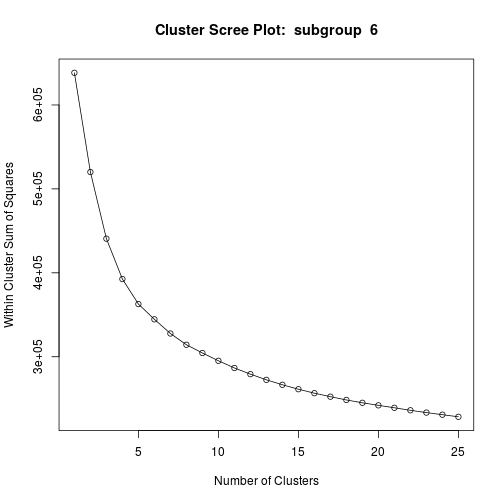 Cluster Scree Plot:  subgroup  6
Within Cluster Sum of Squares
6e+05
5e+05
4e+05
3e+05
5 10 15 20 25
Number of Clusters